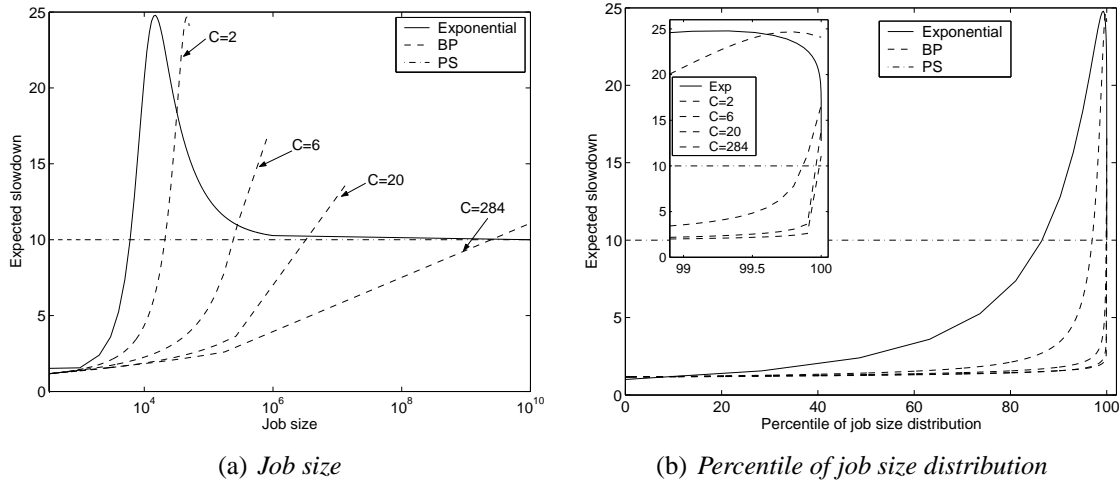 25
20
15
10
5
0
10^4
10^6
10^8
10^10
Expected slowdown
Job size
C=2
C=6
C=20
C=284
Exponential
BP
PS
(a) Job size
25
20
15
10
5
0
0
20
40
60
80
100
Expected slowdown
Percentile of job size distribution
Exponential
BP
PS
25
20
15
10
5
0
99
99.5
100
Exp
C=2
C=6
C=20
C=284
(b) Percentile of job size distribution